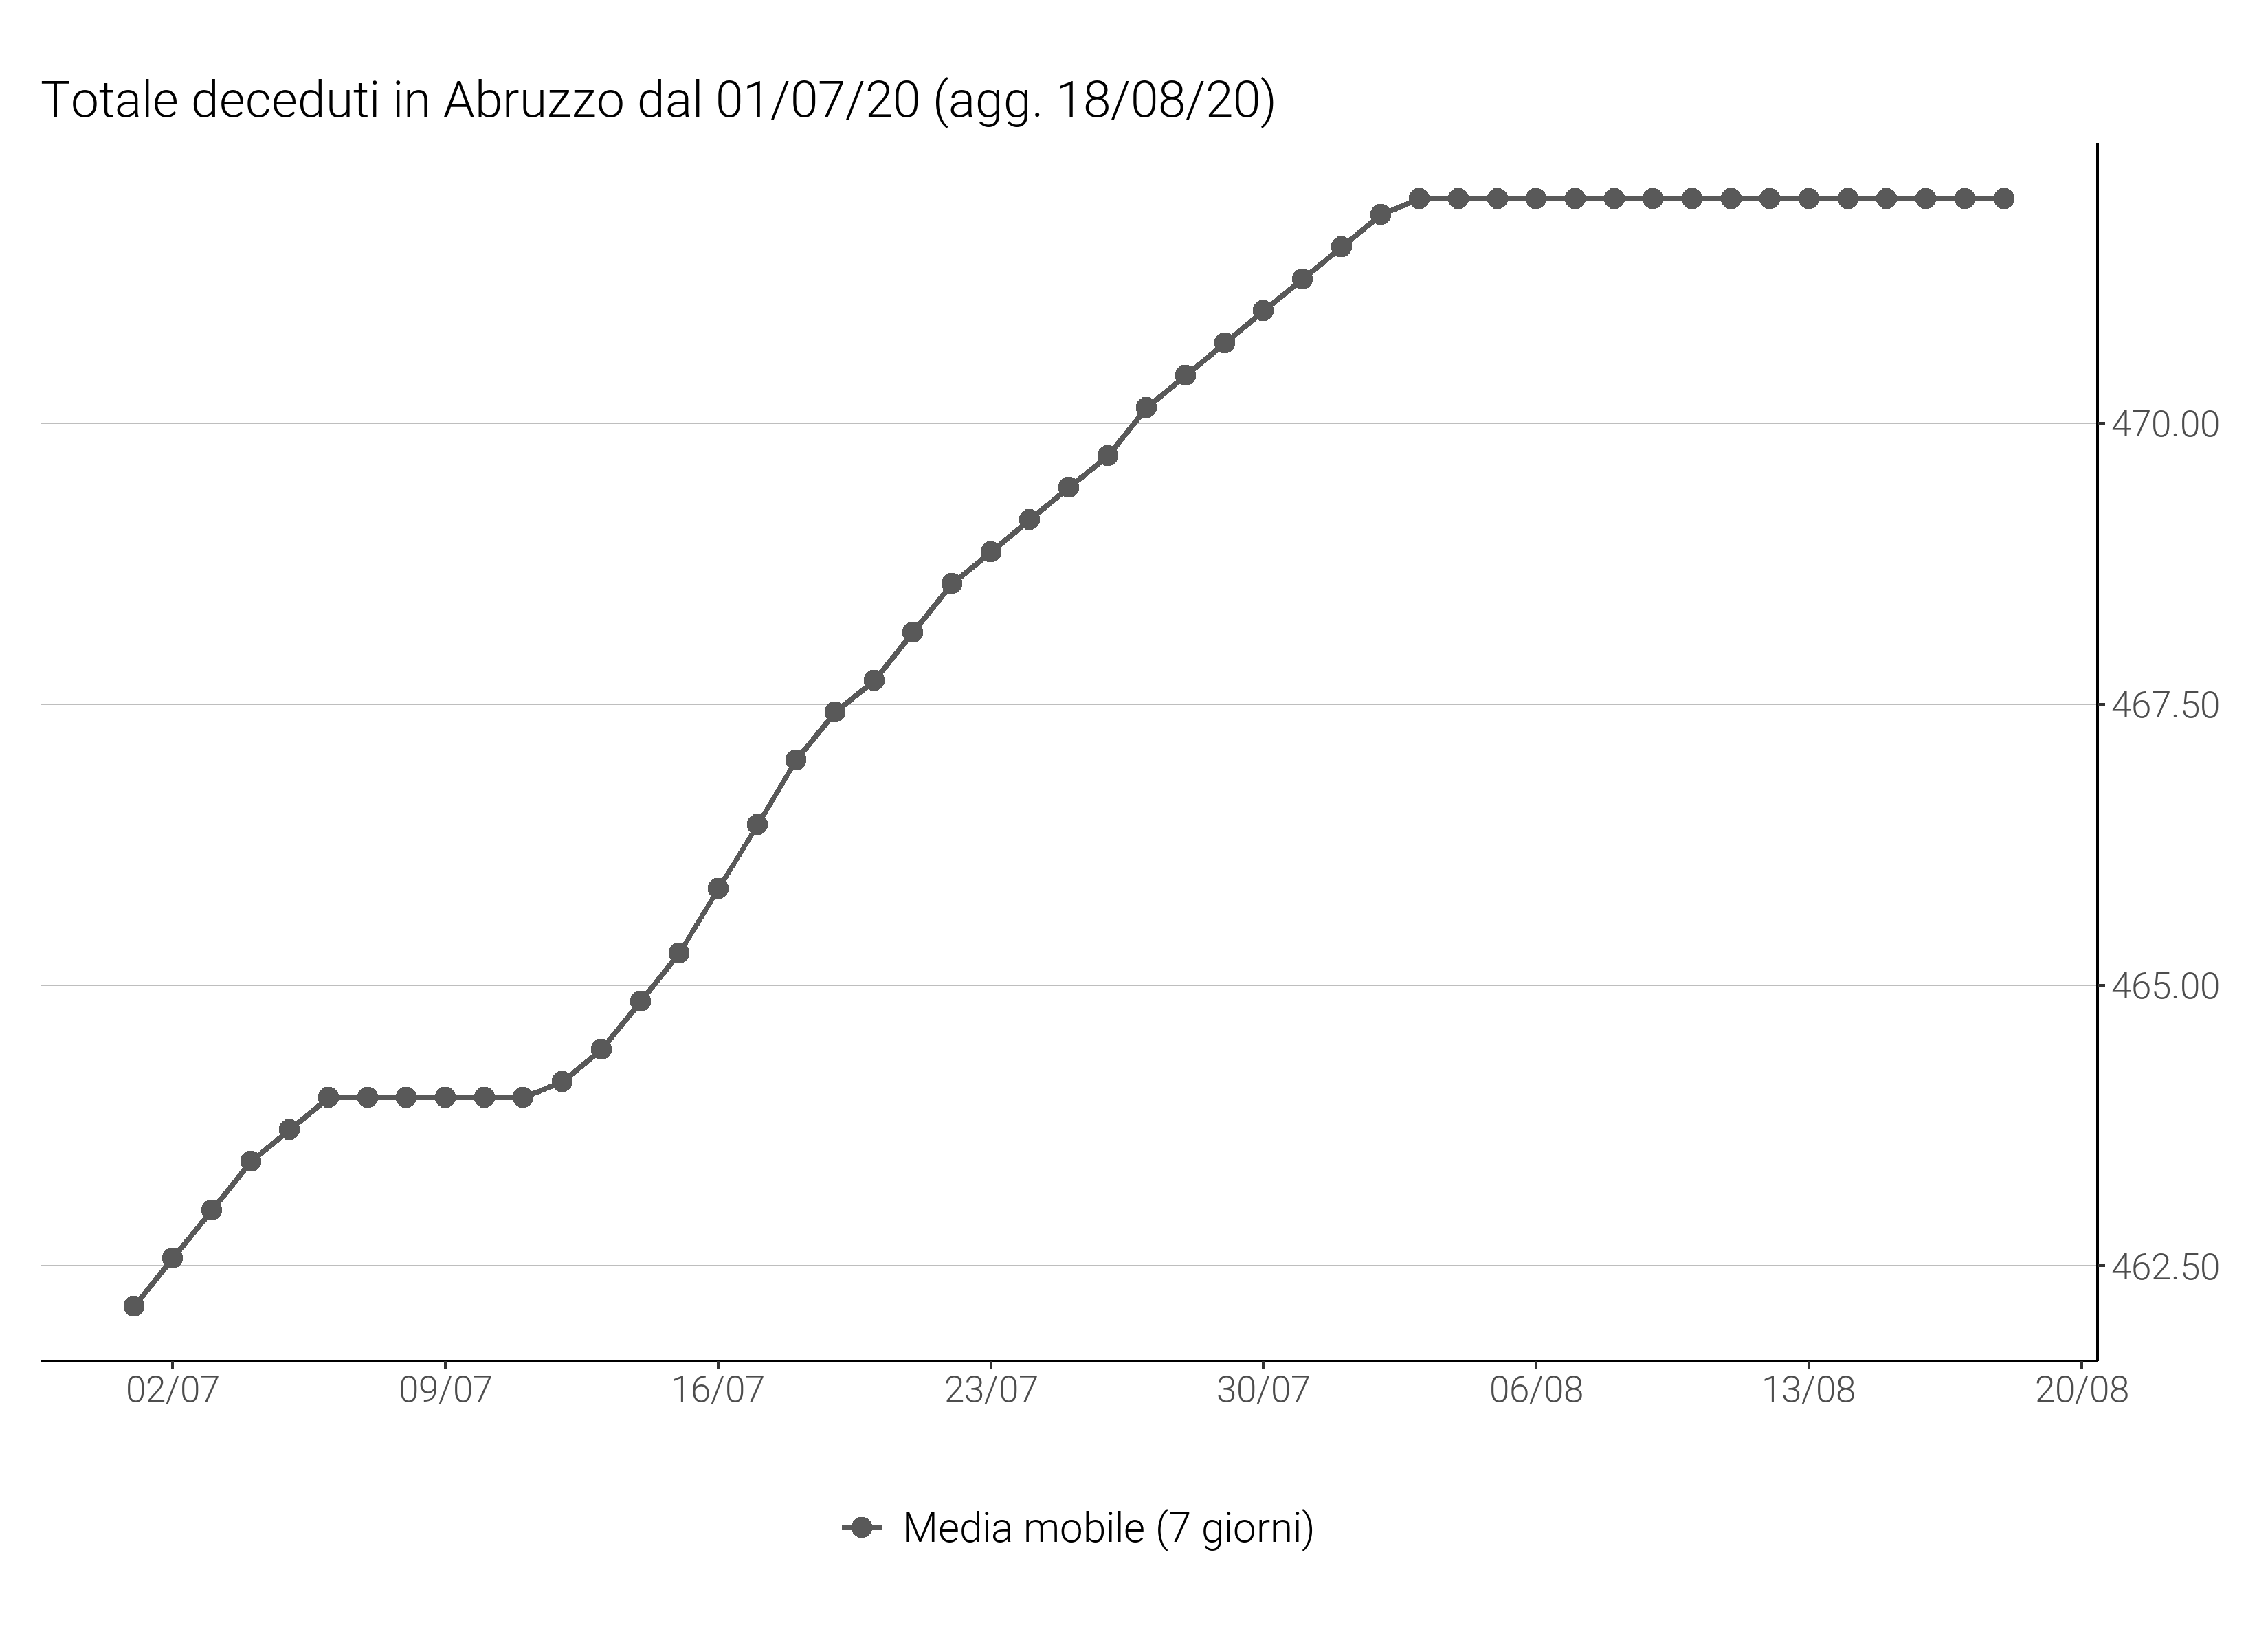 Totale deceduti in Abruzzo dal 01/07/20 (agg. 18/08/20)
470.00
467.50
465.00
462.50
02/07 09/07 16/07 23/07 30/07 06/08 13/08 20/08
Media mobile (7 giorni)